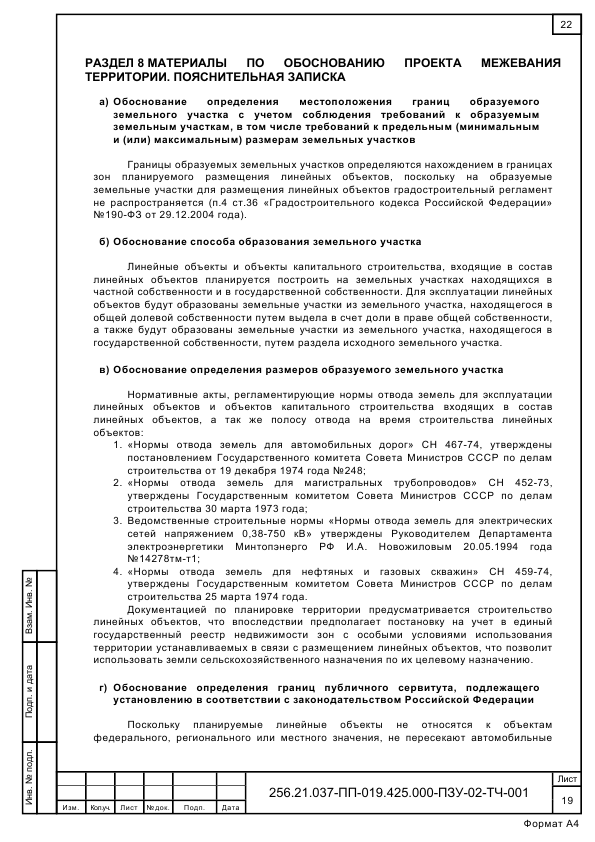 22
РАЗДЕЛ 8 МАТЕРИАЛЫ ПО ОБОСНОВАНИЮ ПРОЕКТА МЕЖЕВАНИЯ
ТЕРРИТОРИИ. ПОЯСНИТЕЛЬНАЯ ЗАПИСКА
а) Обоснование определения местоположения границ образуемого
земельного участка с учетом соблюдения требований к образуемым
земельным участкам, в том числе требований к предельным (минимальным
и (или) максимальным) размерам земельных участков
Границы образуемых земельных участков определяются нахождением в границах
зон планируемого размещения линейных объектов, поскольку на образуемые
земельные участки для размещения линейных объектов градостроительный регламент
не распространяется (п.4 ст.36 «Градостроительного кодекса Российской Федерации»
№190-ФЗ от 29.12.2004 года).
б) Обоснование способа образования земельного участка
Линейные объекты и объекты капитального строительства, входящие в состав
линейных объектов планируется построить на земельных участках находящихся в
частной собственности и в государственной собственности. Для эксплуатации линейных
объектов будут образованы земельные участки из земельного участка, находящегося в
общей долевой собственности путем выдела в счет доли в праве общей собственности,
а также будут образованы земельные участки из земельного участка, находящегося в
государственной собственности, путем раздела исходного земельного участка.
в) Обоснование определения размеров образуемого земельного участка
Нормативные акты, регламентирующие нормы отвода земель для эксплуатации
линейных объектов и объектов капитального строительства входящих в состав
линейных объектов, а так же полосу отвода на время строительства линейных
объектов:
1. «Нормы отвода земель для автомобильных дорог» СН 467-74, утверждены
постановлением Государственного комитета Совета Министров СССР по делам
строительства от 19 декабря 1974 года №248;
2. «Нормы отвода земель для магистральных трубопроводов» СН 452-73,
утверждены Государственным комитетом Совета Министров СССР по делам
строительства 30 марта 1973 года;
3. Ведомственные строительные нормы «Нормы отвода земель для электрических
сетей напряжением 0,38-750 кВ» утверждены Руководителем Департамента
электроэнергетики Минтопэнерго РФ И.А. Новожиловым 20.05.1994 года
№14278тм-т1;
4. «Нормы отвода земель для нефтяных и газовых скважин» СН 459-74,
утверждены Государственным комитетом Совета Министров СССР по делам
строительства 25 марта 1974 года.
Документацией по планировке территории предусматривается строительство
линейных объектов, что впоследствии предполагает постановку на учет в единый
государственный реестр недвижимости зон с особыми условиями использования
территории устанавливаемых в связи с размещением линейных объектов, что позволит
использовать земли сельскохозяйственного назначения по их целевому назначению.
г) Обоснование определения границ публичного сервитута, подлежащего
установлению в соответствии с законодательством Российской Федерации
Поскольку планируемые линейные объекты не относятся к объектам
федерального, регионального или местного значения, не пересекают автомобильные
Взам. Инв. №
Подп. и дата
Инв. № подп.
Изм. Кол.уч. Лист №док. Подп. Дата
256.21.037-ПП-019.425.000-ПЗУ-02-ТЧ-001
Лист
19
Формат А4